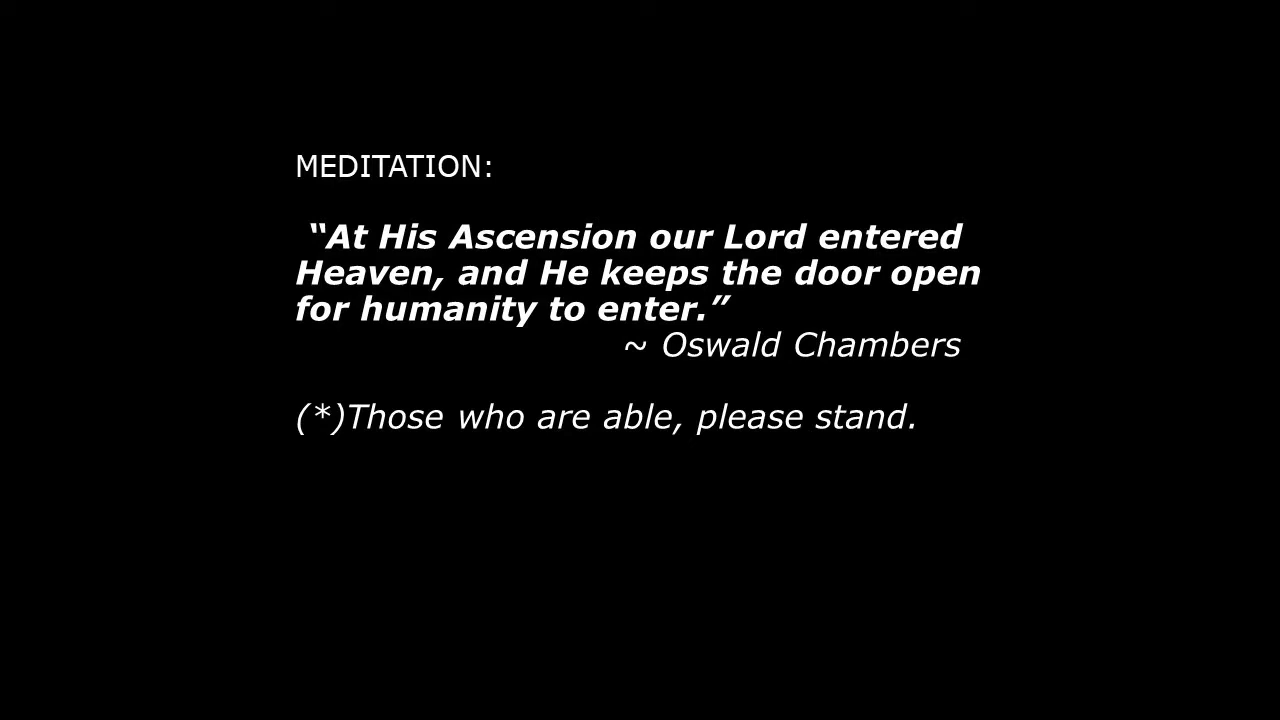 MEDITATION:
“At His Ascension our Lord entered
Heaven, and He keeps the door open
for humanity to enter.”
~ Oswald Chambers
(*)Those who are able, please stand.